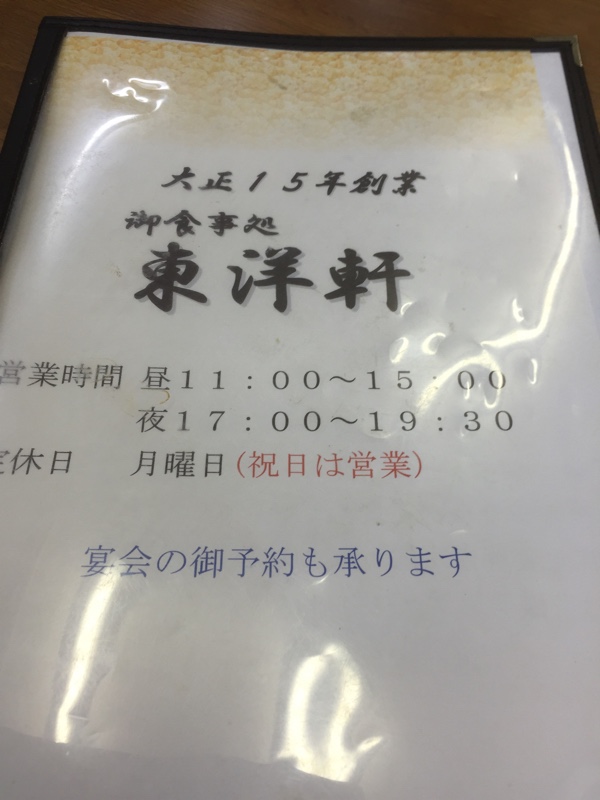 大正１５年創業
御食事処
東洋軒
営業時間 昼１１：００～１５：００
夜１７：００～１９：３０
定休日 月曜日(祝日は営業)
宴会の御予約も承ります